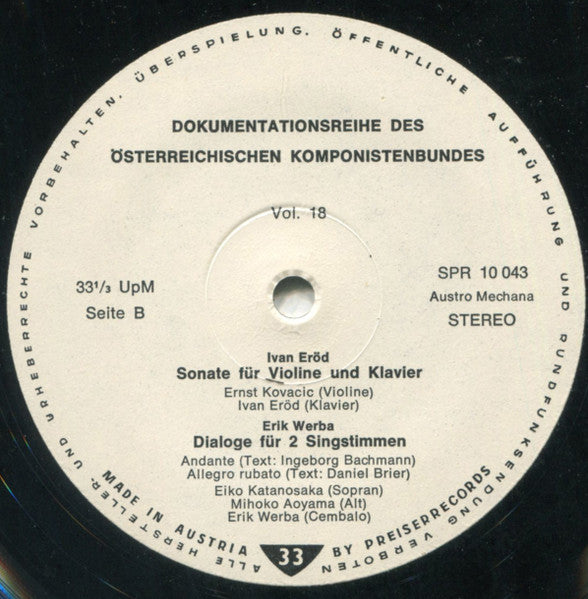 ALLE HERSTELLER- UND URHEBERRECHTE VORBEHALTEN. ÜBERSPIELUNG, ÖFFENTLICHE AUFFÜHRUNG UND RUNDFUNKSENDUNG VERBOTEN
DOKUMENTATIONSREIHE DES
ÖSTERREICHISCHEN KOMPONISTENBUNDES
Vol. 18
33¹/₃ UpM
Seite B
SPR 10 043
Austro Mechana
STEREO
Ivan Eröd
Sonate für Violine und Klavier
Ernst Kovacic (Violine)
Ivan Eröd (Klavier)
Erik Werba
Dialoge für 2 Singstimmen
Andante (Text: Ingeborg Bachmann)
Allegro rubato (Text: Daniel Brier)
Eiko Katanosaka (Sopran)
Mihoko Aoyama (Alt)
Erik Werba (Cembalo)
MADE IN AUSTRIA
33
BY PREISERRECORDS